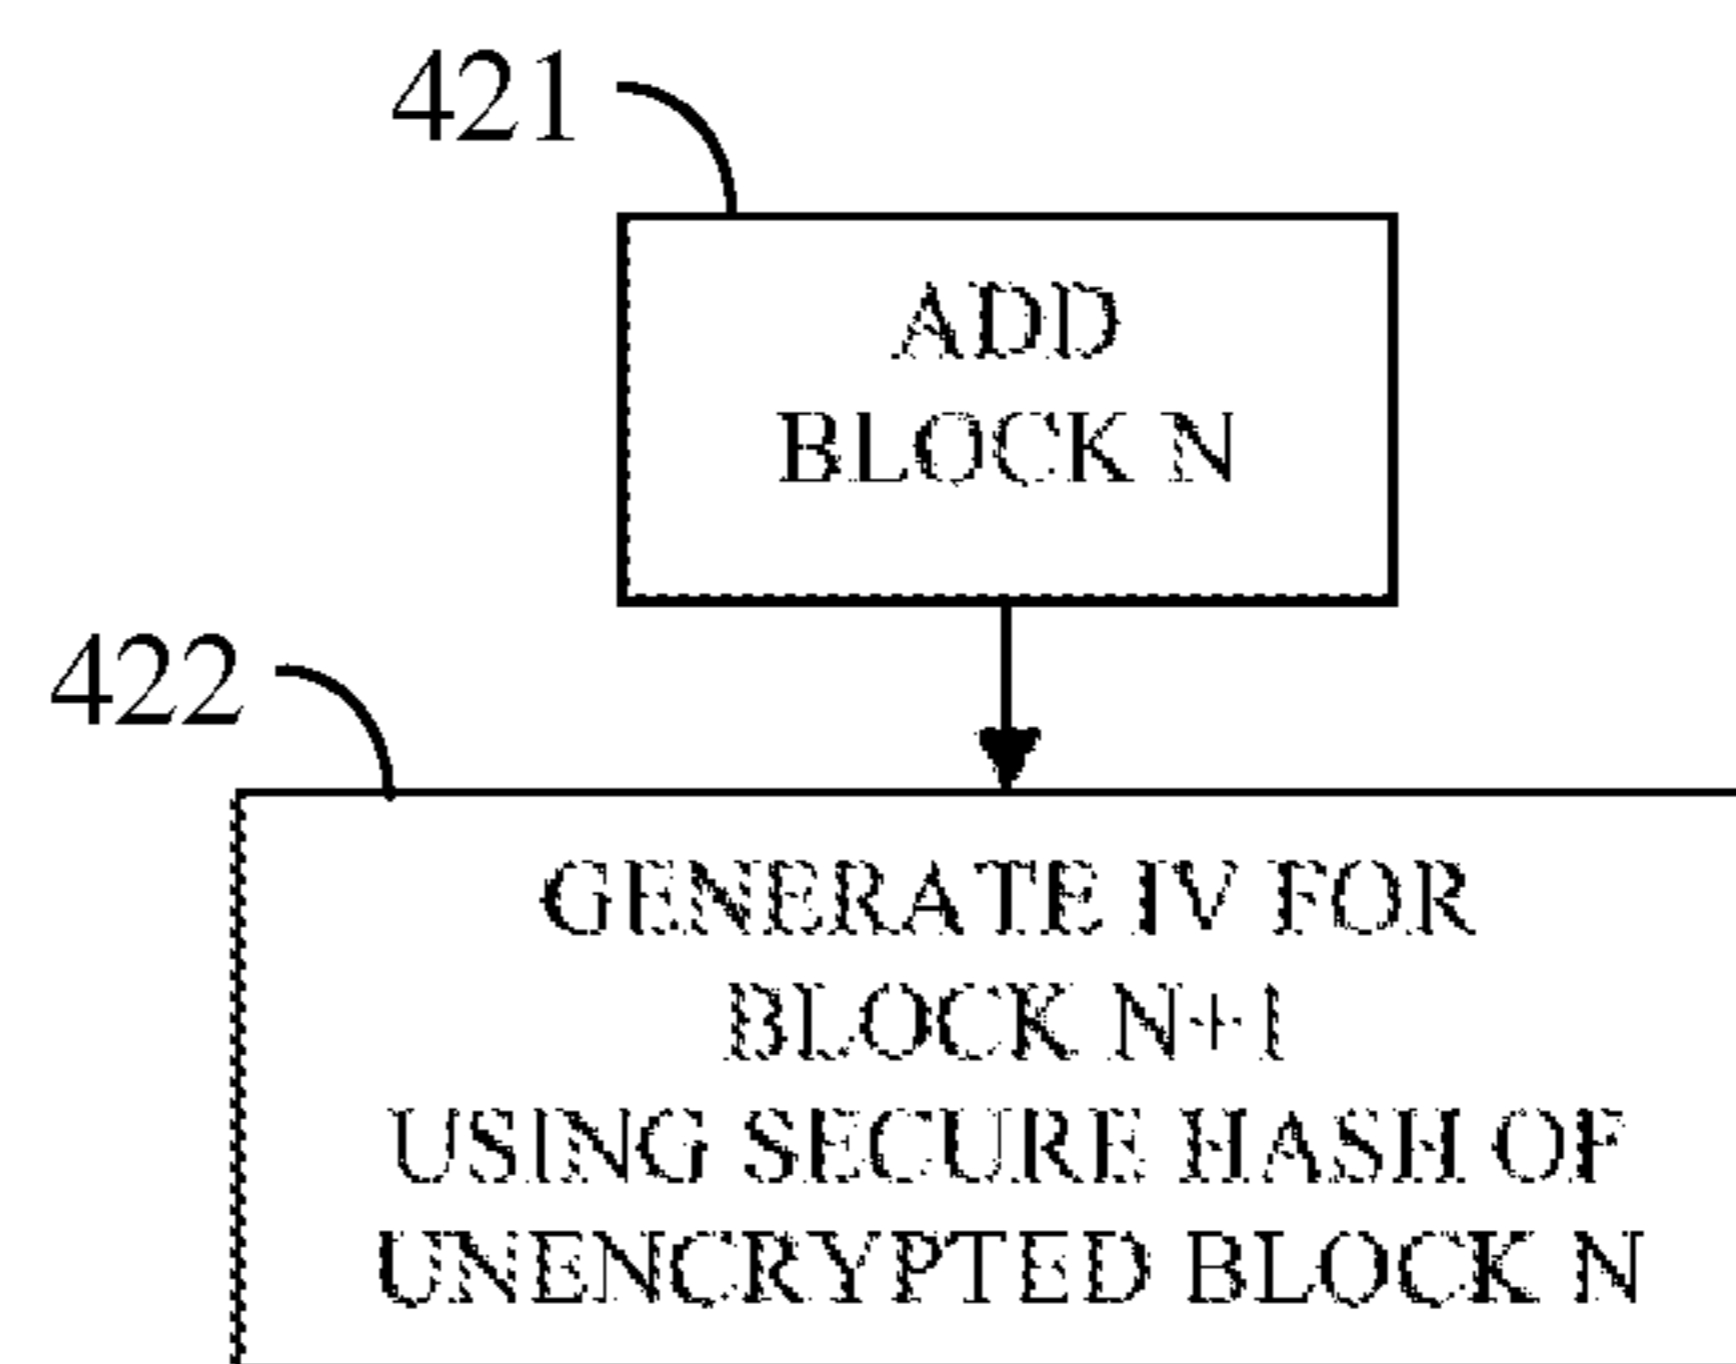 421
ADD
BLOCK N
422
GENERATE IV FOR
BLOCK N+1
USING SECURE HASH OF
UNENCRYPTED BLOCK N